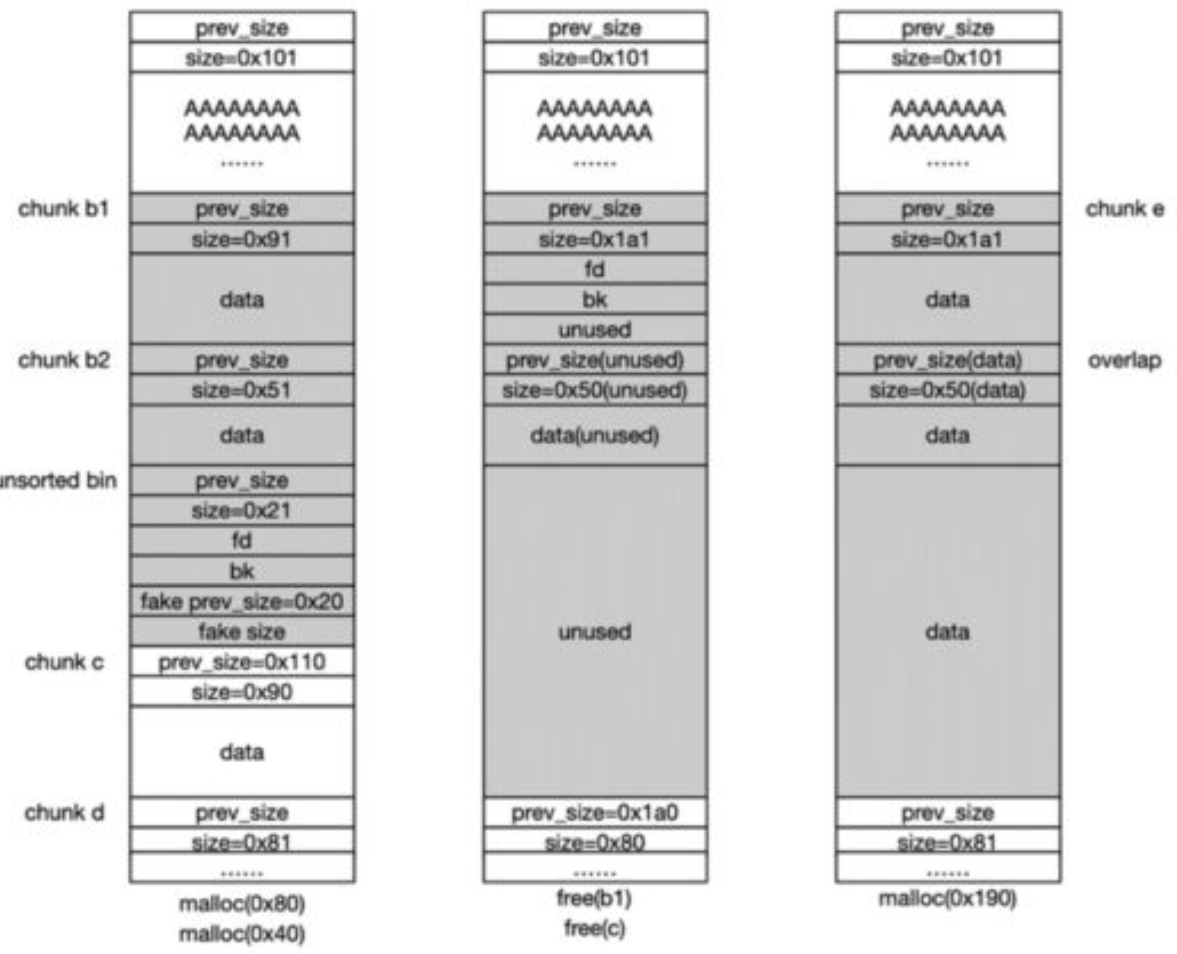 prev_size
size=0x101
AAAAAAAA
AAAAAAAA
......
chunk b1
prev_size
size=0x91
data
chunk b2
prev_size
size=0x51
data
unsorted bin
prev_size
size=0x21
fd
bk
fake prev_size=0x20
fake size
chunk c
prev_size=0x110
size=0x90
data
chunk d
prev_size
size=0x81
......
malloc(0x80)
malloc(0x40)
prev_size
size=0x101
AAAAAAAA
AAAAAAAA
......
prev_size
size=0x1a1
fd
bk
unused
prev_size(unused)
size=0x50(unused)
data(unused)
unused
prev_size=0x1a0
size=0x80
......
free(b1)
free(c)
prev_size
size=0x101
AAAAAAAA
AAAAAAAA
......
prev_size
chunk e
size=0x1a1
data
prev_size(data)
overlap
size=0x50(data)
data
data
prev_size
size=0x81
......
malloc(0x190)